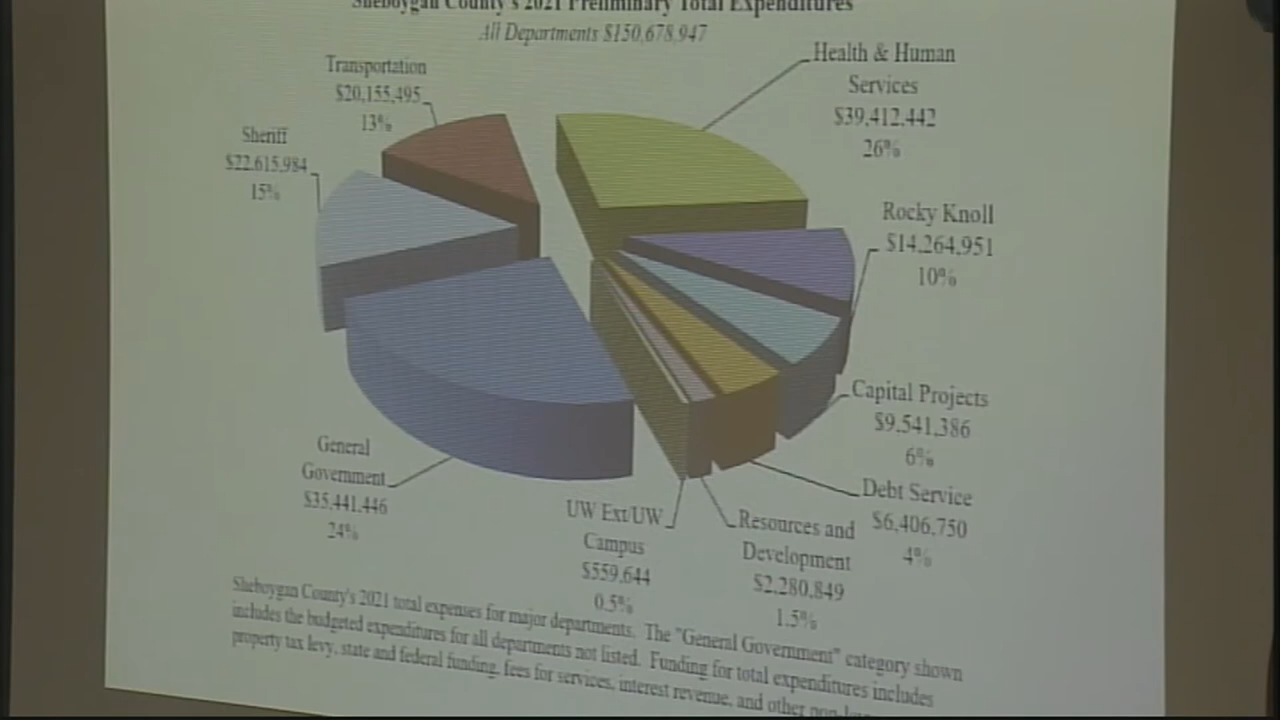 Sheboygan County's 2021 Preliminary Total Expenditures
All Departments $150,678,947
Health & Human
Services
$39,412,442
26%
Transportation
$20,155,495
13%
Sheriff
$22,615,984
15%
Rocky Knoll
$14,264,951
10%
Capital Projects
$9,541,386
6%
Debt Service
$6,406,750
4%
Resources and
Development
$2,280,849
1.5%
UW Ext/UW
Campus
$559,644
0.5%
General
Government
$35,441,446
24%
Sheboygan County's 2021 total expenses for major departments. The "General Government" category shown
includes the budgeted expenditures for all departments not listed. Funding for total expenditures includes
property tax levy, state and federal funding, fees for services, interest revenue, and other